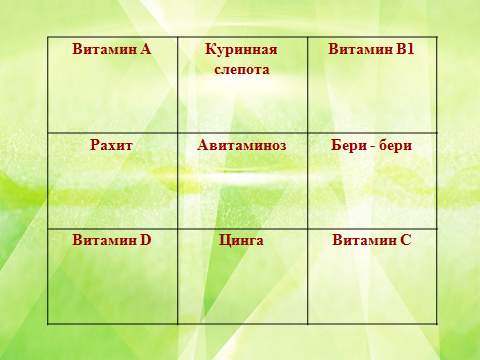 Витамин А
Куринная
слепота
Витамин В1
Рахит
Авитаминоз
Бери - бери
Витамин D
Цинга
Витамин С